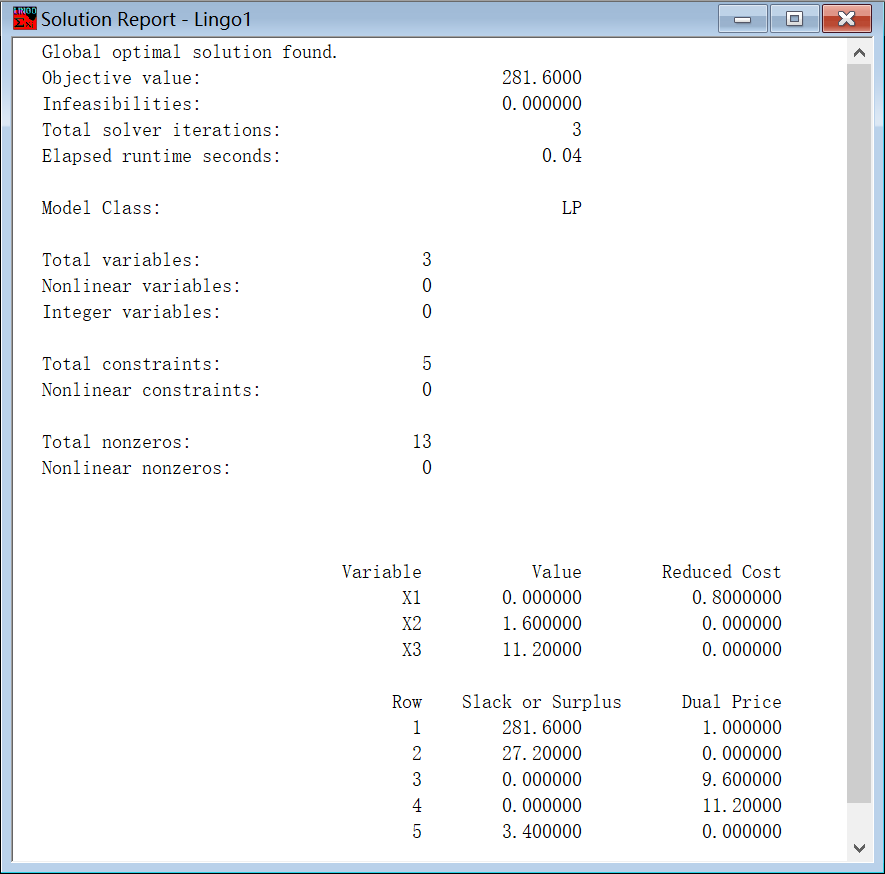 Solution Report - Lingo1
Global optimal solution found.
Objective value: 281.6000
Infeasibilities: 0.000000
Total solver iterations: 3
Elapsed runtime seconds: 0.04
Model Class: LP
Total variables: 3
Nonlinear variables: 0
Integer variables: 0
Total constraints: 5
Nonlinear constraints: 0
Total nonzeros: 13
Nonlinear nonzeros: 0
Variable Value Reduced Cost
X1 0.000000 0.8000000
X2 1.600000 0.000000
X3 11.20000 0.000000
Row Slack or Surplus Dual Price
1 281.6000 1.000000
2 27.20000 0.000000
3 0.000000 9.600000
4 0.000000 11.20000
5 3.400000 0.000000